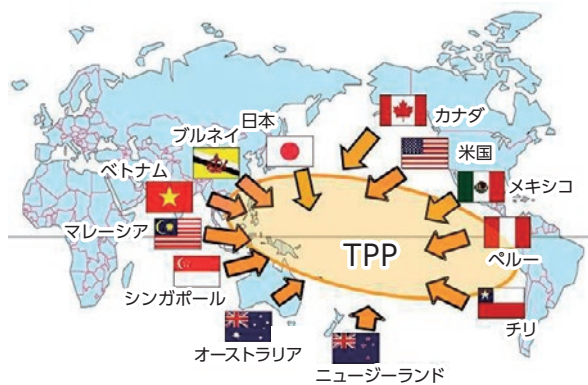 カナダ
日本
ブルネイ
米国
ベトナム
メキシコ
マレーシア
TPP
ペルー
シンガポール
チリ
オーストラリア
ニュージーランド